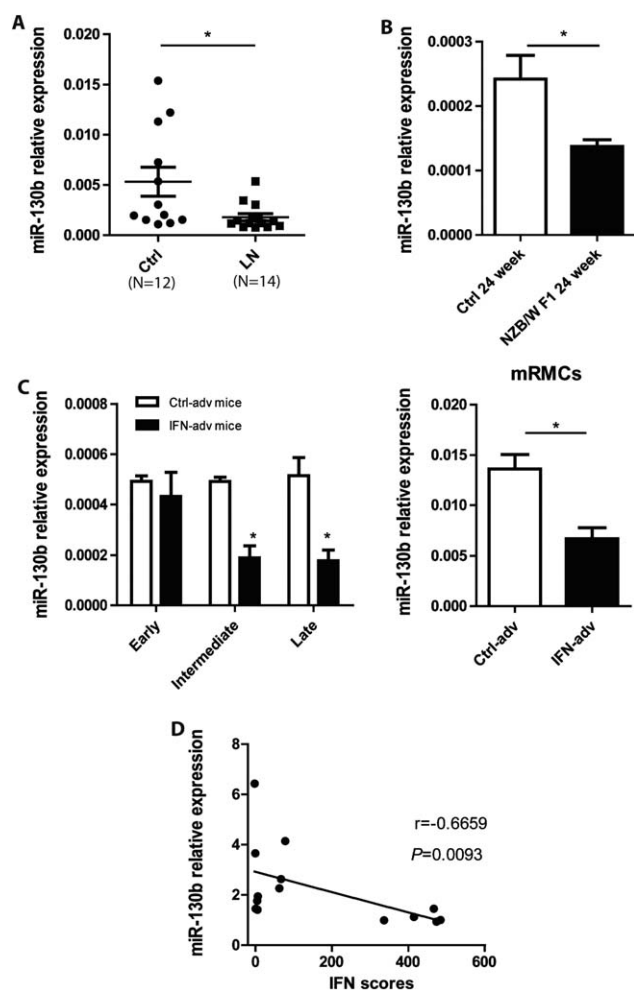 A
miR-130b relative expression
0.020
0.015
0.010
0.005
0.000
*
Ctrl
(N=12)
LN
(N=14)
B
miR-130b relative expression
0.0003
0.0002
0.0001
0.0000
*
Ctrl 24 week
NZB/W F1 24 week
C
miR-130b relative expression
0.0008
0.0006
0.0004
0.0002
0.0000
Ctrl-adv mice
IFN-adv mice
*
*
Early
Intermediate
Late
mRMCs
miR-130b relative expression
0.020
0.015
0.010
0.005
0.000
*
Ctrl-adv
IFN-adv
D
miR-130b relative expression
8
6
4
2
0
r=-0.6659
P=0.0093
0
200
400
600
IFN scores